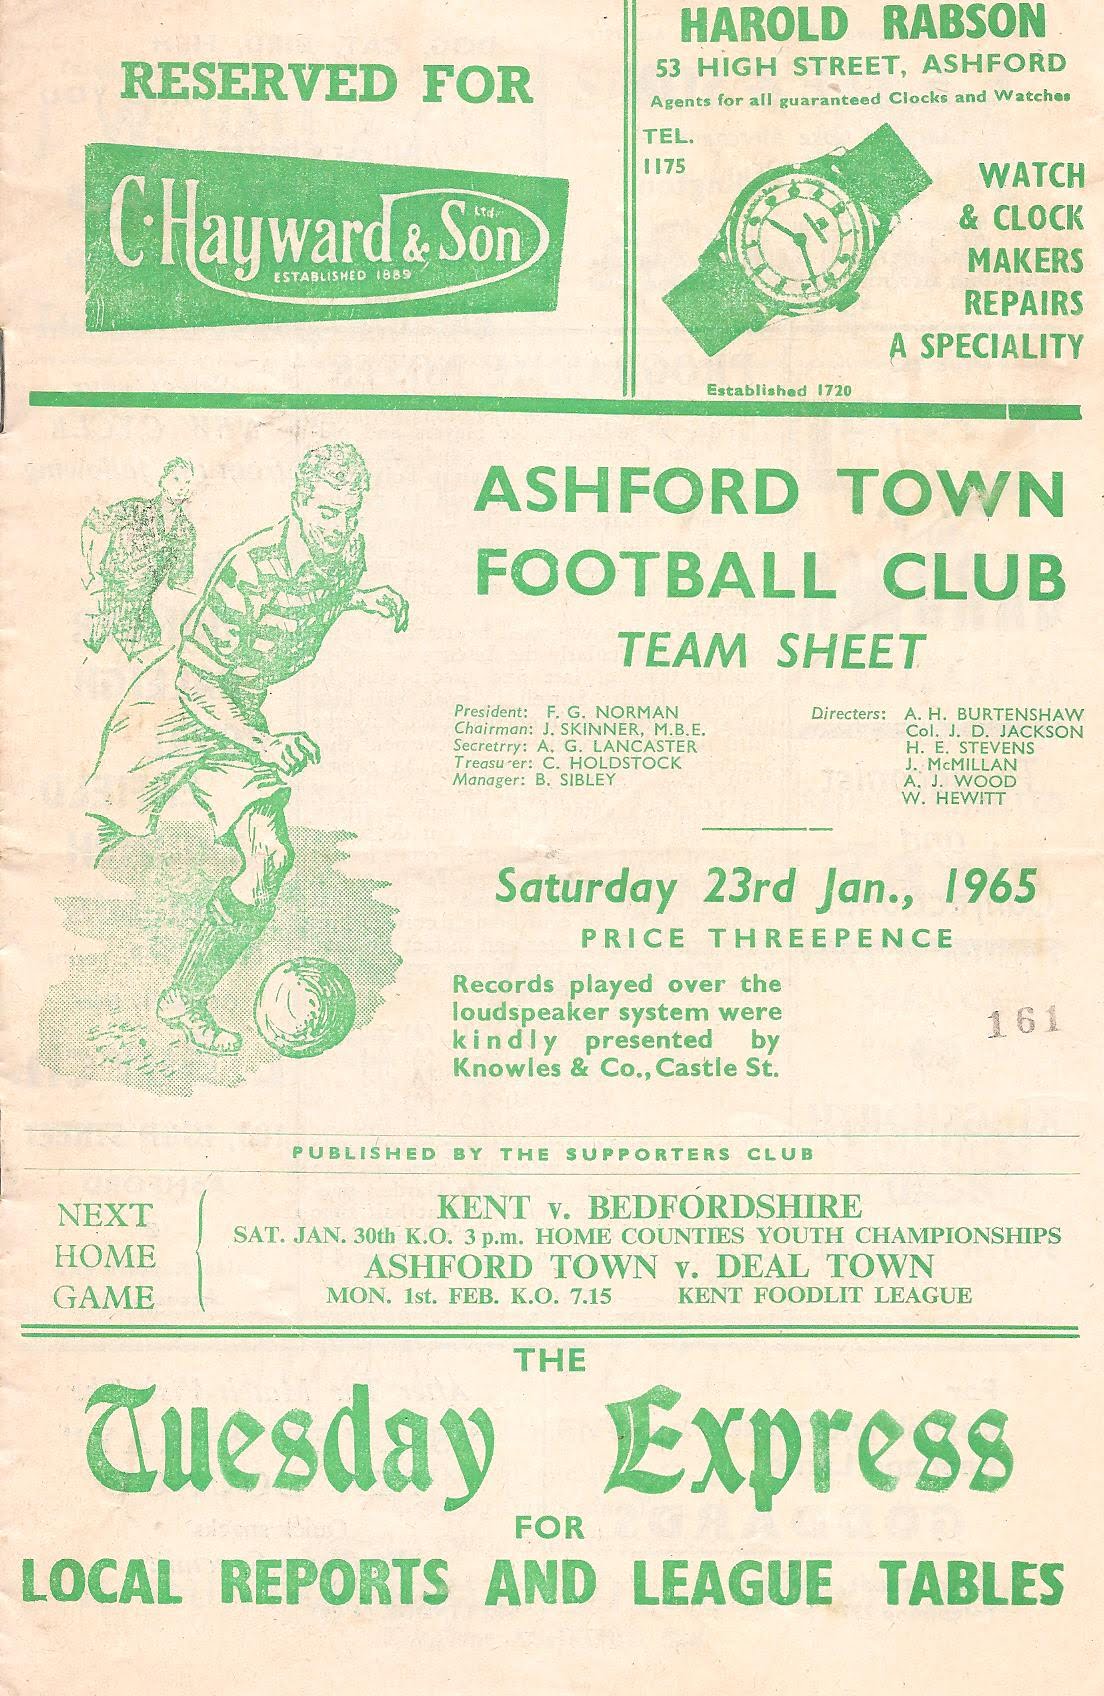 RESERVED FOR
C. Hayward & Son Ltd.
ESTABLISHED 1889
HAROLD RABSON
53 HIGH STREET, ASHFORD
Agents for all guaranteed Clocks and Watches
TEL.
1175
WATCH
& CLOCK
MAKERS
REPAIRS
A SPECIALITY
Established 1720
ASHFORD TOWN
FOOTBALL CLUB
TEAM SHEET
President: F. G. NORMAN
Chairman: J. SKINNER, M.B.E.
Secretrry: A. G. LANCASTER
Treasurer: C. HOLDSTOCK
Manager: B. SIBLEY
Directers: A. H. BURTENSHAW
Col. J. D. JACKSON
H. E. STEVENS
J. McMILLAN
A. J. WOOD
W. HEWITT
Saturday 23rd Jan., 1965
PRICE THREEPENCE
Records played over the
loudspeaker system were
kindly presented by
Knowles & Co., Castle St.
161
PUBLISHED BY THE SUPPORTERS CLUB
NEXT
HOME
GAME
KENT v. BEDFORDSHIRE
SAT. JAN. 30th K.O. 3 p.m. HOME COUNTIES YOUTH CHAMPIONSHIPS
ASHFORD TOWN v. DEAL TOWN
MON. 1st. FEB. K.O. 7.15 KENT FOODLIT LEAGUE
THE
Tuesday Express
FOR
LOCAL REPORTS AND LEAGUE TABLES